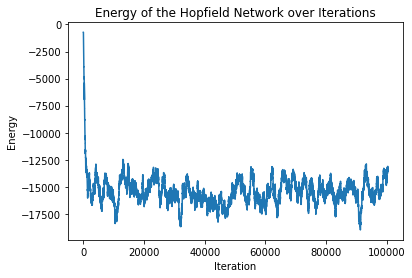 Energy of the Hopfield Network over Iterations
0
−2500
−5000
−7500
−10000
−12500
−15000
−17500
Energy
0 20000 40000 60000 80000 100000
Iteration